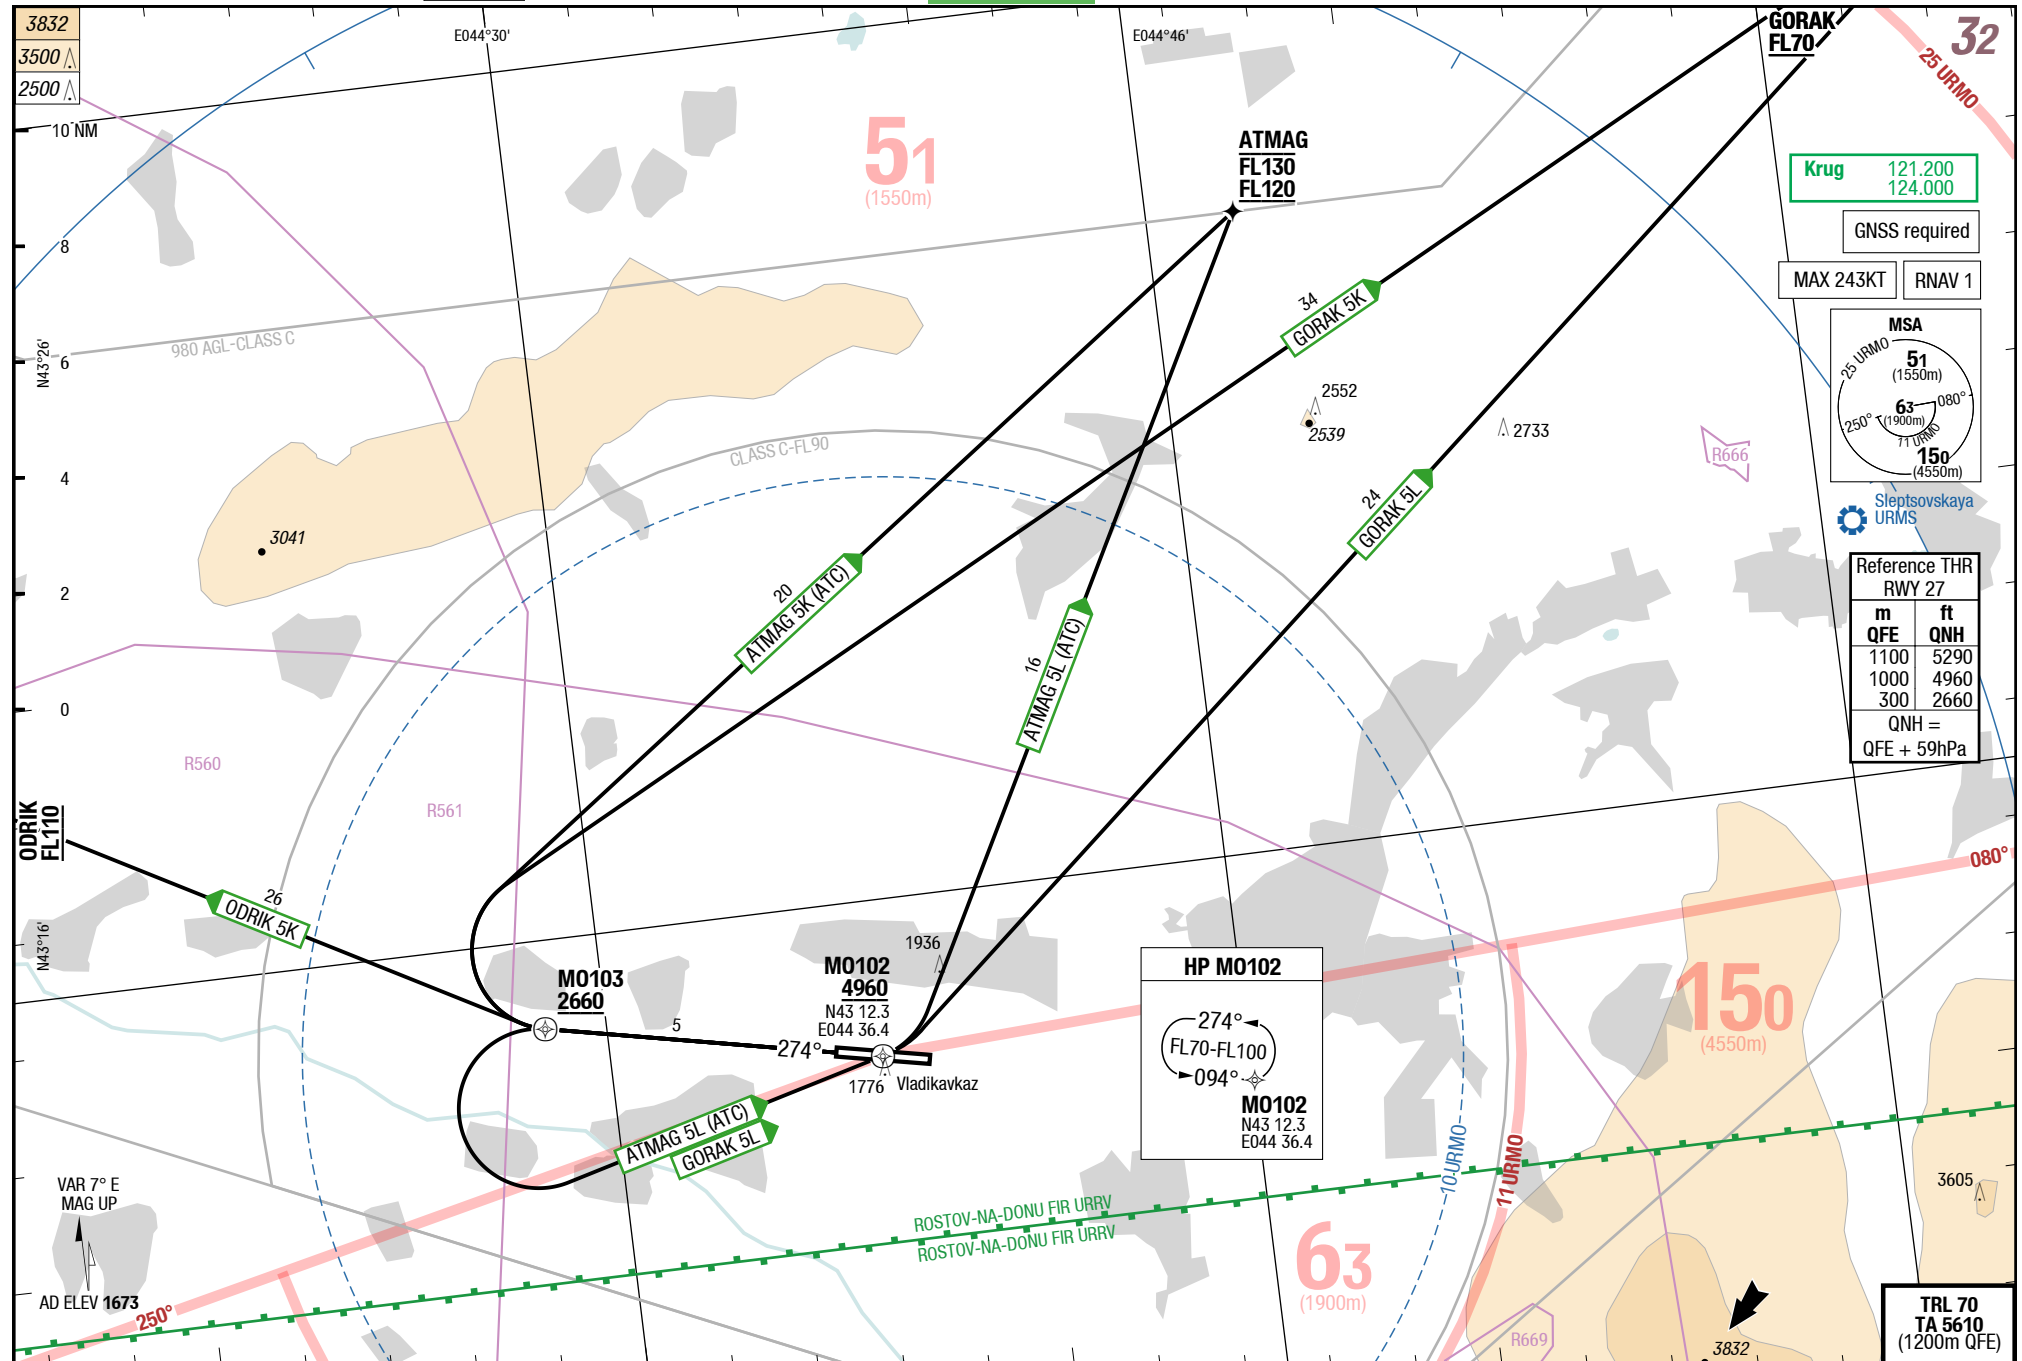 3832
3500
2500
E044°30'
E044°46'
GORAK
FL70
32
25 URMO
10 NM
8
6
4
2
0
N43°26'
N43°16'
51
(1550m)
ATMAG
FL130
FL120
Krug 121.200
124.000
GNSS required
MAX 243KT
RNAV 1
MSA
25 URMO
51
(1550m)
080°
63
(1900m)
250°
11 URMO
150
(4550m)
Sleptsovskaya
URMS
Reference THR
RWY 27
m ft
QFE QNH
1100 5290
1000 4960
300 2660
QNH =
QFE + 59hPa
980 AGL-CLASS C
CLASS C-FL90
34
GORAK 5K
2552
2539
2733
R666
3041
20
ATMAG 5K (ATC)
24
GORAK 5L
16
ATMAG 5L (ATC)
R560
R561
ODRIK
FL110
26
ODRIK 5K
080°
MO103
2660
5
274°
MO102
4960
N43 12.3
E044 36.4
1936
1776
Vladikavkaz
HP MO102
274°
FL70-FL100
094°
MO102
N43 12.3
E044 36.4
150
(4550m)
ATMAG 5L (ATC)
GORAK 5L
10 URMO
11 URMO
3605
ROSTOV-NA-DONU FIR URRV
ROSTOV-NA-DONU FIR URRV
63
(1900m)
VAR 7° E
MAG UP
AD ELEV 1673
250°
R669
3832
TRL 70
TA 5610
(1200m QFE)